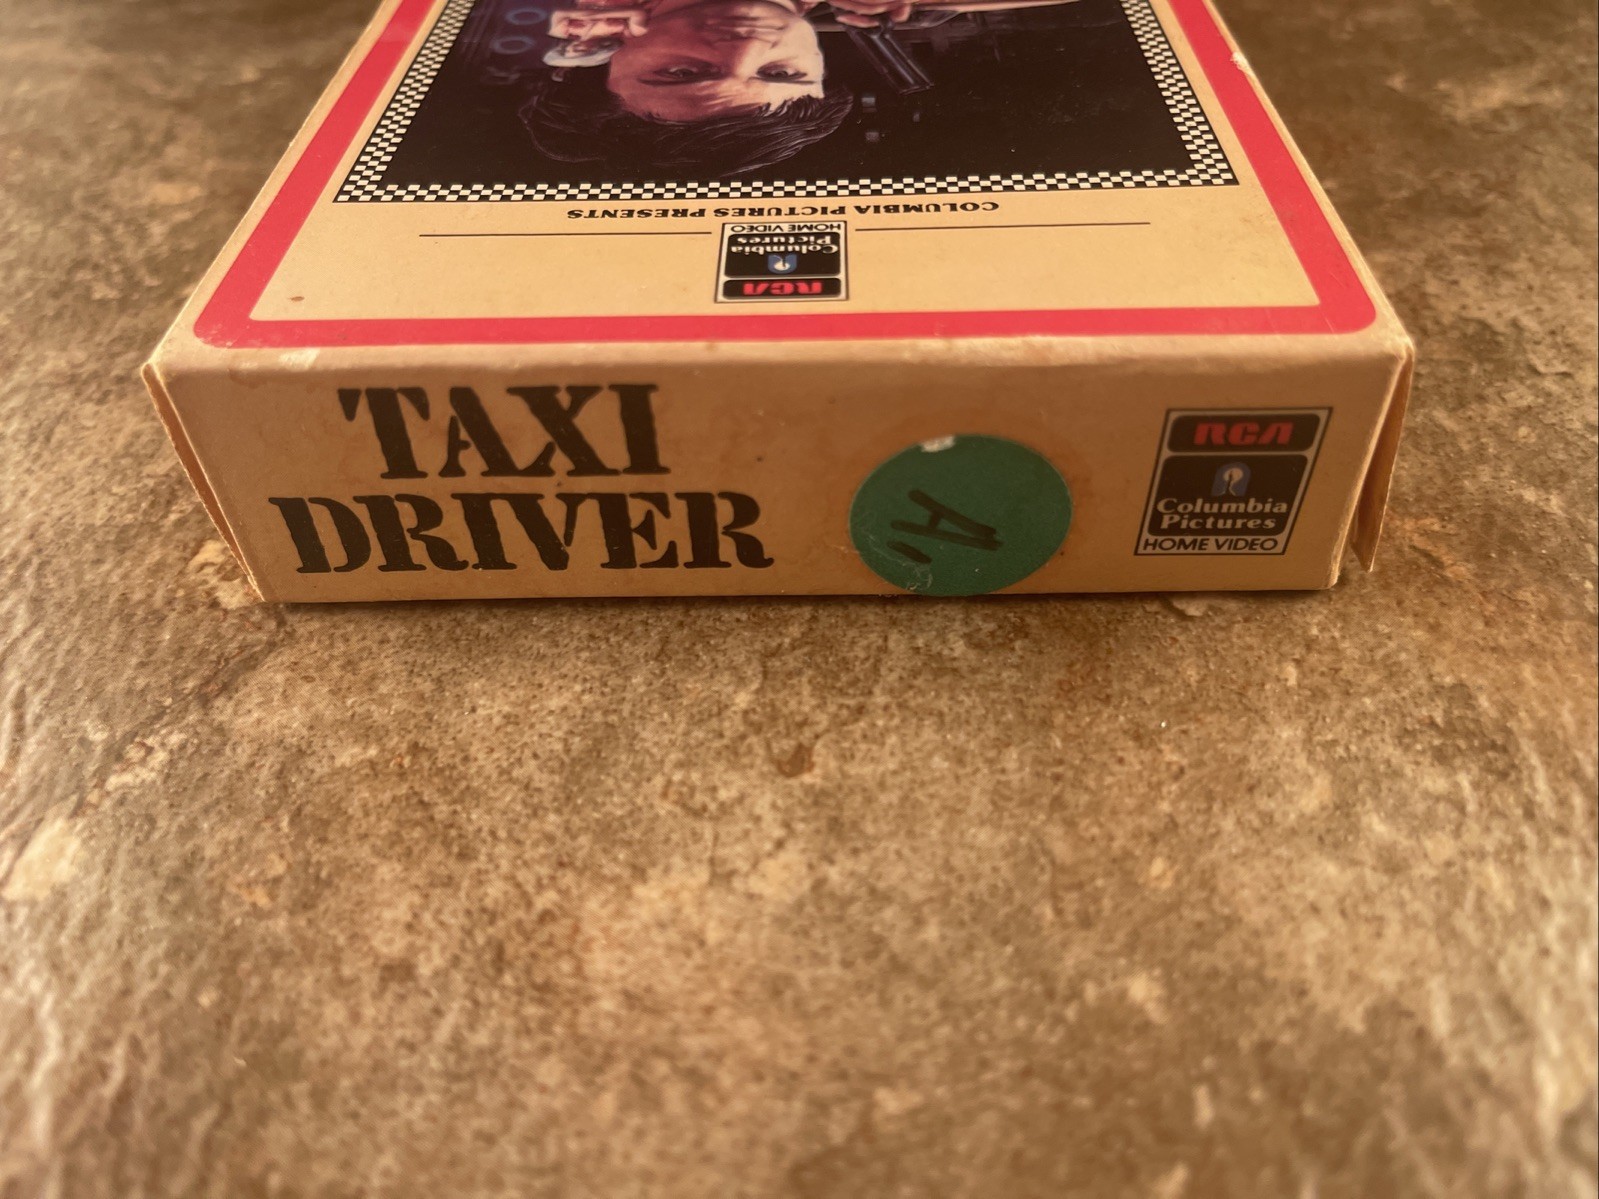 COLUMBIA PICTURES PRESENTS
RCA
Columbia
Pictures
HOME VIDEO
TAXI
DRIVER
A.
RCA
Columbia
Pictures
HOME VIDEO